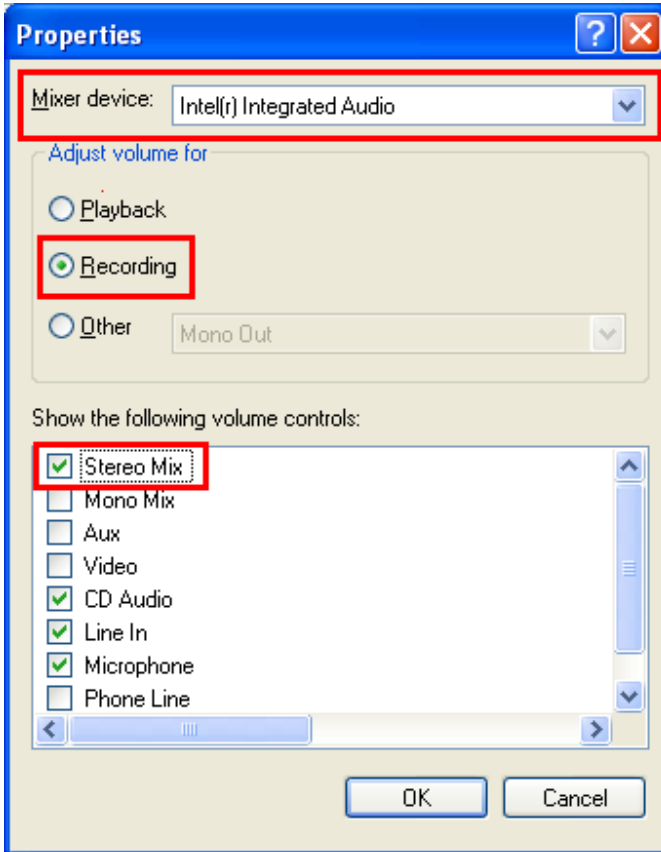 Properties
Mixer device: Intel(r) Integrated Audio
Adjust volume for
Playback
Recording
Other Mono Out
Show the following volume controls:
Stereo Mix
Mono Mix
Aux
Video
CD Audio
Line In
Microphone
Phone Line
OK Cancel